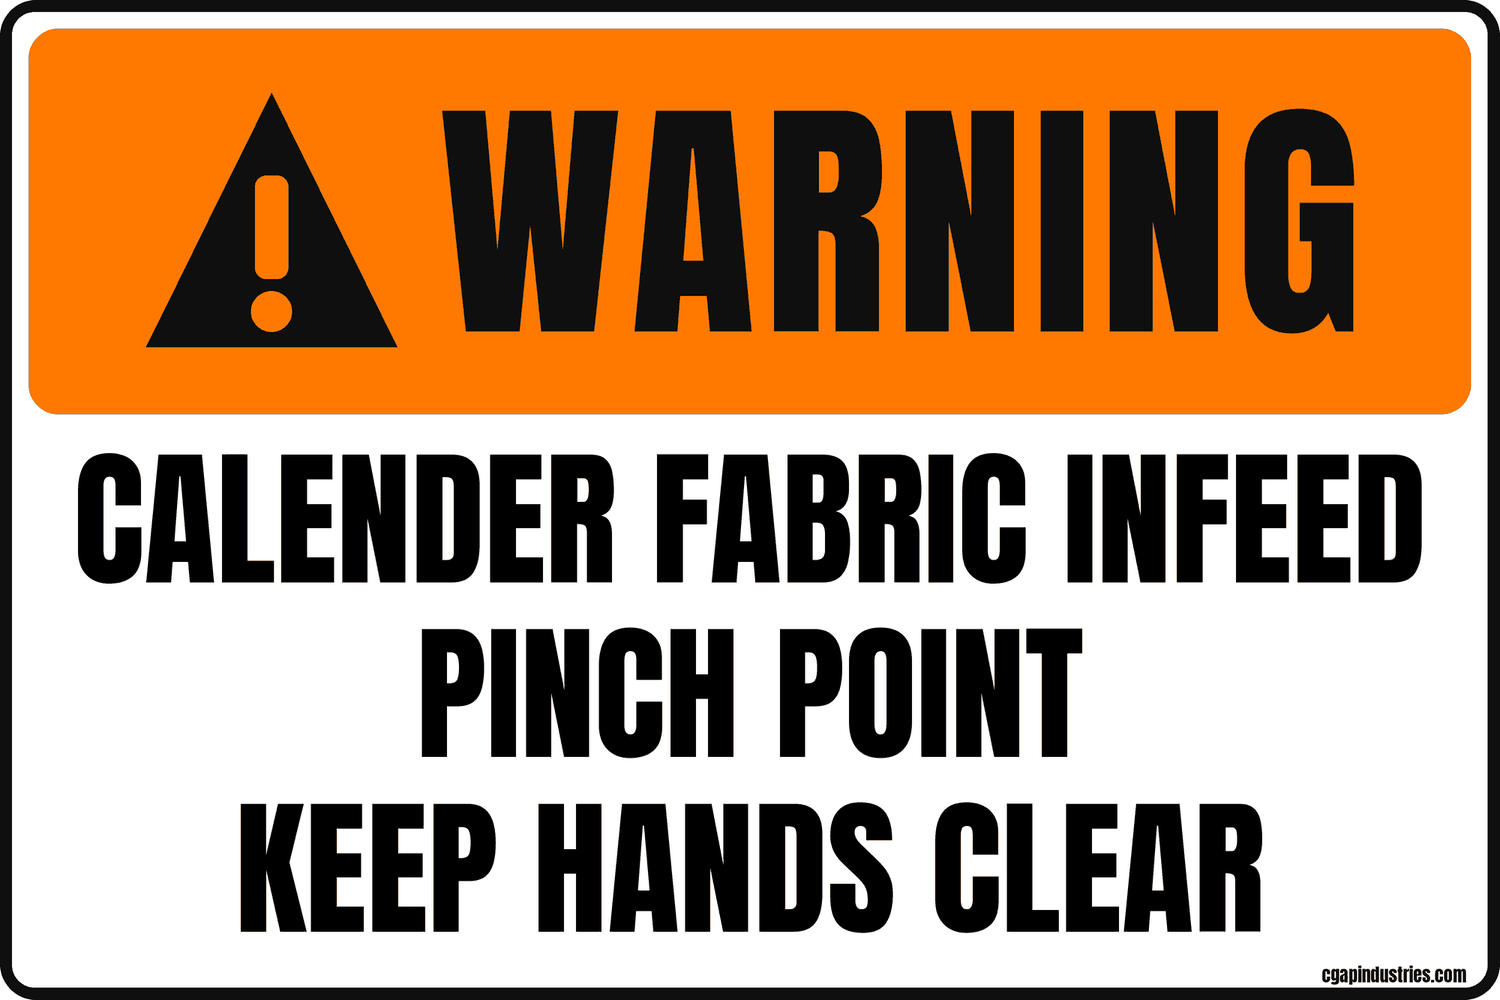 WARNING
CALENDER FABRIC INFEED
PINCH POINT
KEEP HANDS CLEAR
cgapindustries.com